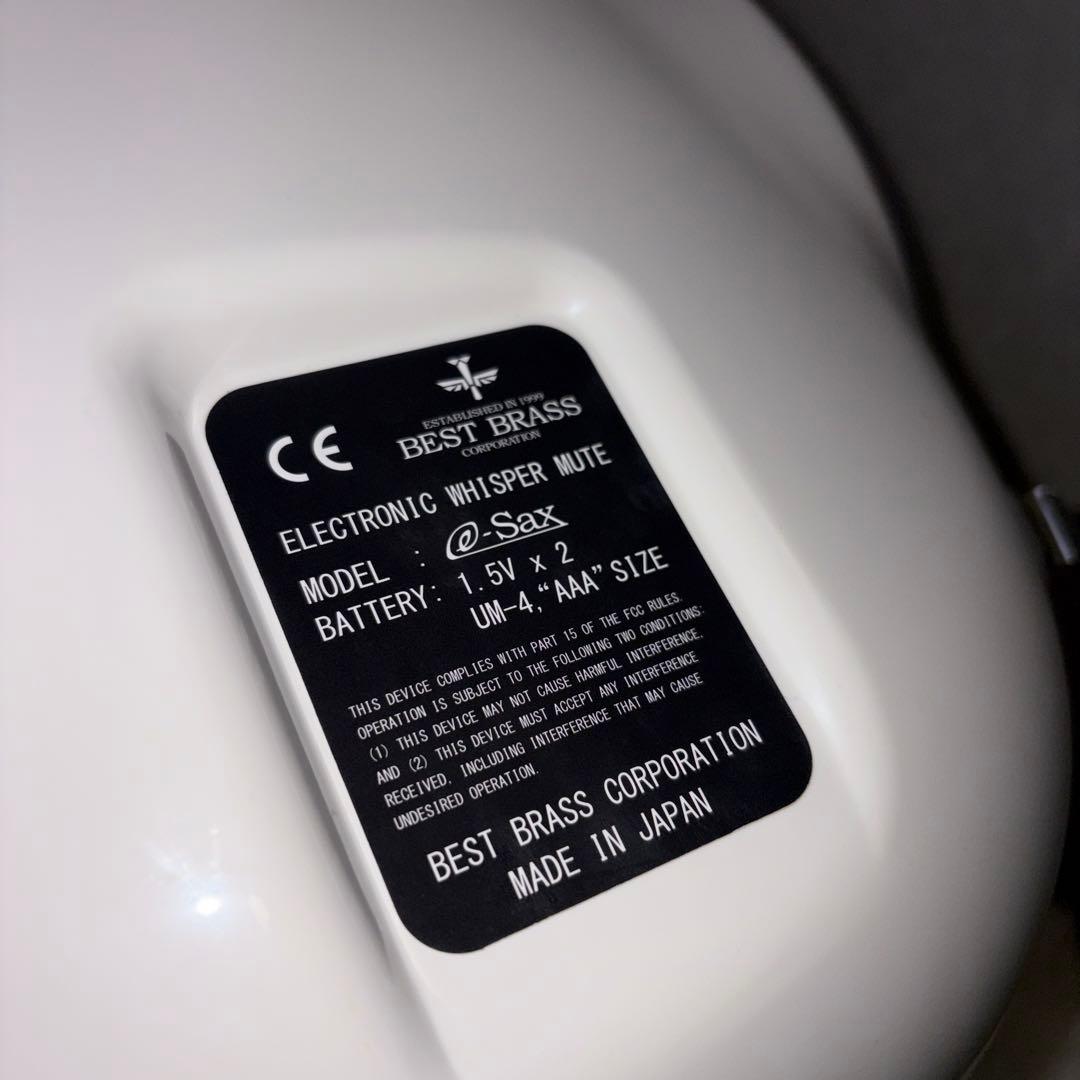 CE
ESTABLISHED IN 1999
BEST BRASS
CORPORATION
ELECTRONIC WHISPER MUTE
MODEL : e-Sax
BATTERY: 1.5V x 2
UM-4,“AAA”SIZE
THIS DEVICE COMPLIES WITH PART 15 OF THE FCC RULES.
OPERATION IS SUBJECT TO THE FOLLOWING TWO CONDITIONS:
(1) THIS DEVICE MAY NOT CAUSE HARMFUL INTERFERENCE.
AND (2) THIS DEVICE MUST ACCEPT ANY INTERFERENCE
RECEIVED, INCLUDING INTERFERENCE THAT MAY CAUSE
UNDESIRED OPERATION.
BEST BRASS CORPORATION
MADE IN JAPAN